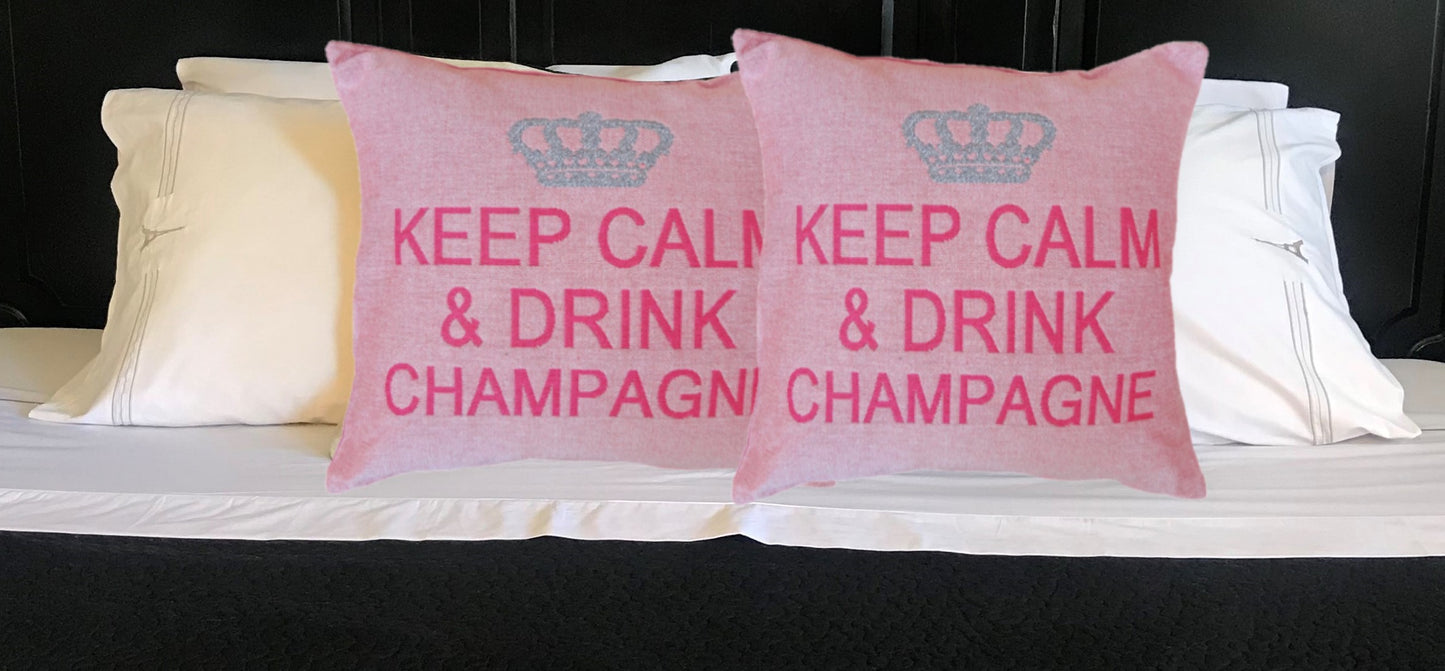 KEEP CALM
& DRINK
CHAMPAGNE
KEEP CALM
& DRINK
CHAMPAGNE